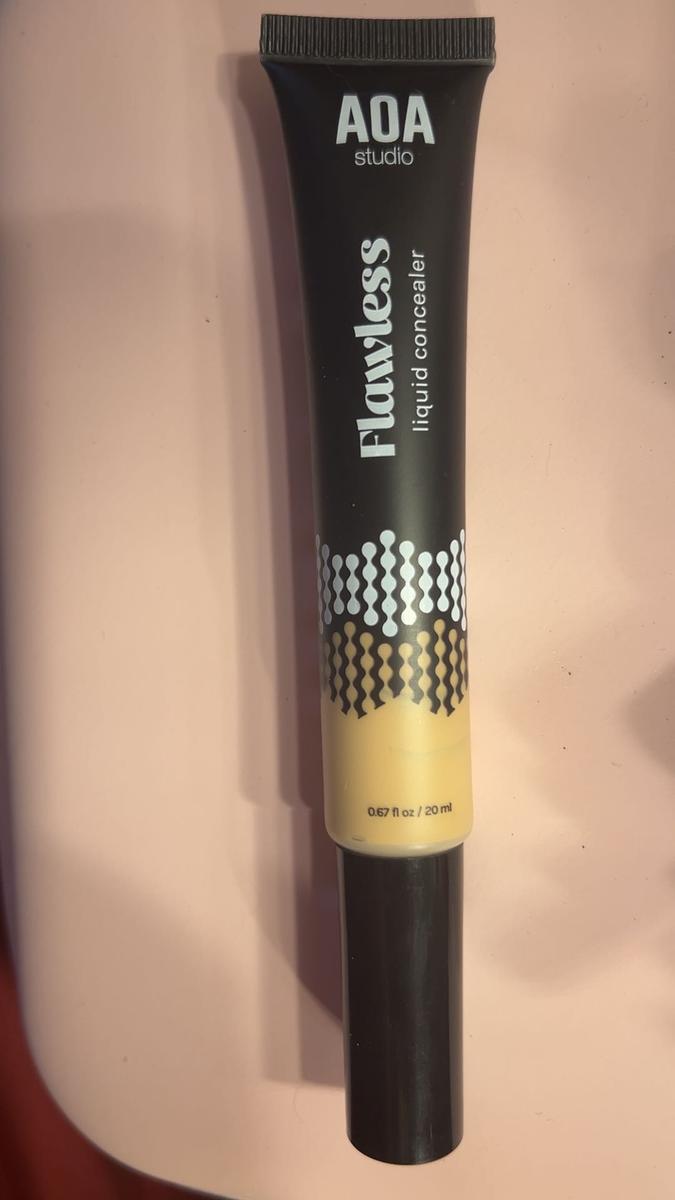 AOA
studio
Flawless
liquid concealer
0.67 fl oz / 20 ml